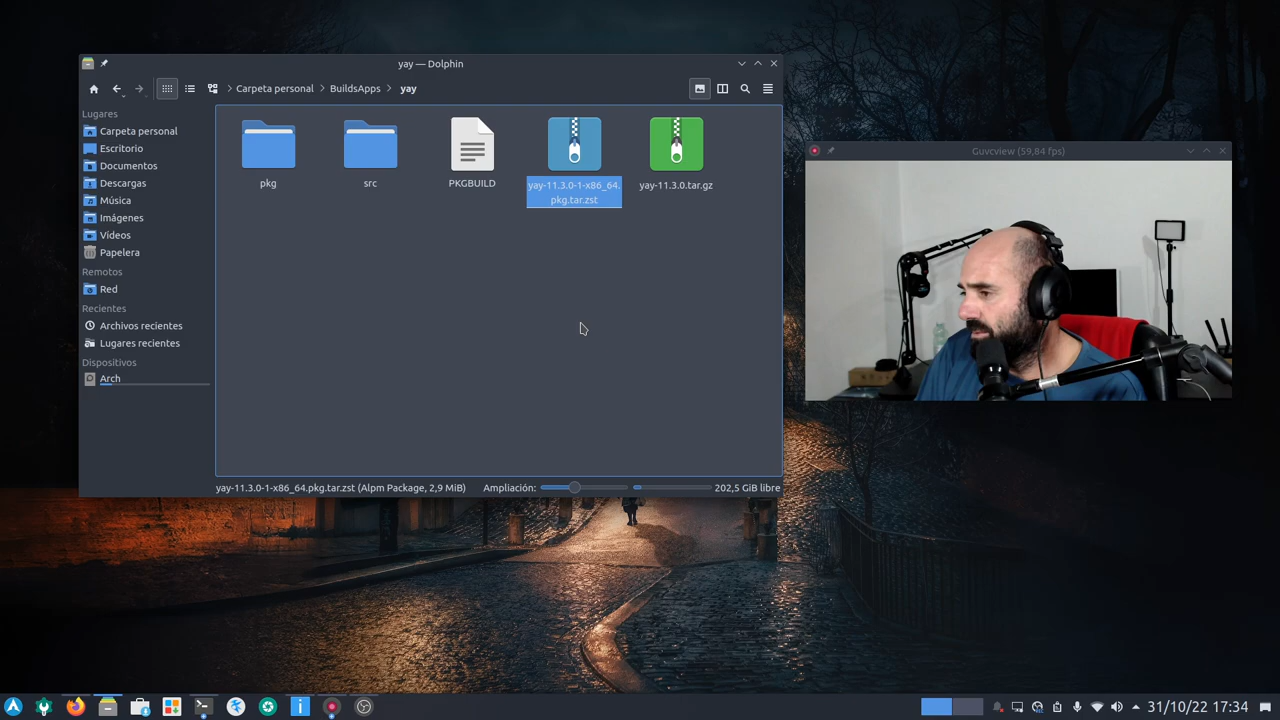 yay — Dolphin
Carpeta personal
BuildsApps
yay
Lugares
Carpeta personal
Escritorio
Documentos
Descargas
Música
Imágenes
Vídeos
Papelera
Remotos
Red
Recientes
Archivos recientes
Lugares recientes
Dispositivos
Arch
pkg
src
PKGBUILD
yay-11.3.0-1-x86_64.
pkg.tar.zst
yay-11.3.0.tar.gz
yay-11.3.0-1-x86_64.pkg.tar.zst (Alpm Package, 2,9 MiB)
Ampliación:
202,5 GiB libre
Guvcview (59,84 fps)
31/10/22 17:34